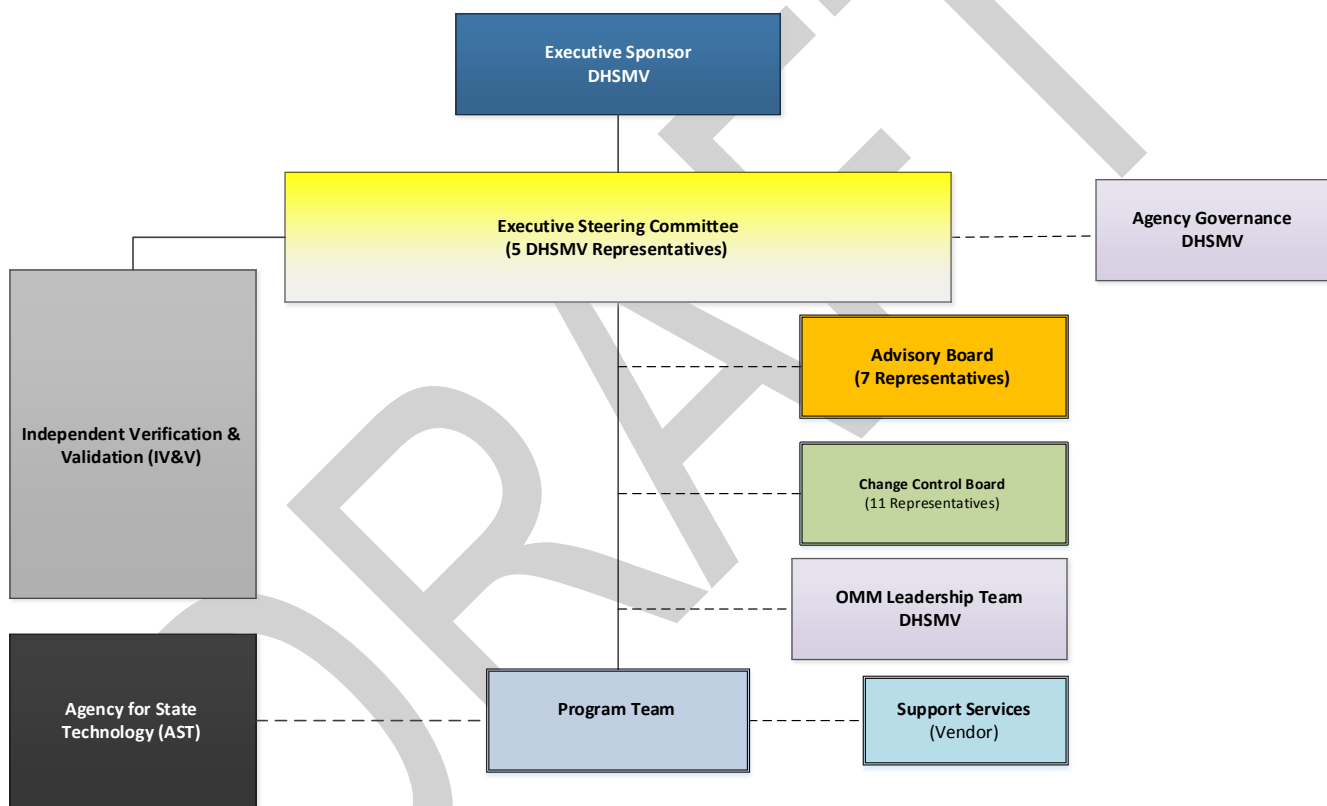 Executive Sponsor
DHSMV
Executive Steering Committee
(5 DHSMV Representatives)
Agency Governance
DHSMV
Advisory Board
(7 Representatives)
Independent Verification &
Validation (IV&V)
Change Control Board
(11 Representatives)
OMM Leadership Team
DHSMV
Agency for State
Technology (AST)
Program Team
Support Services
(Vendor)
DRAFT